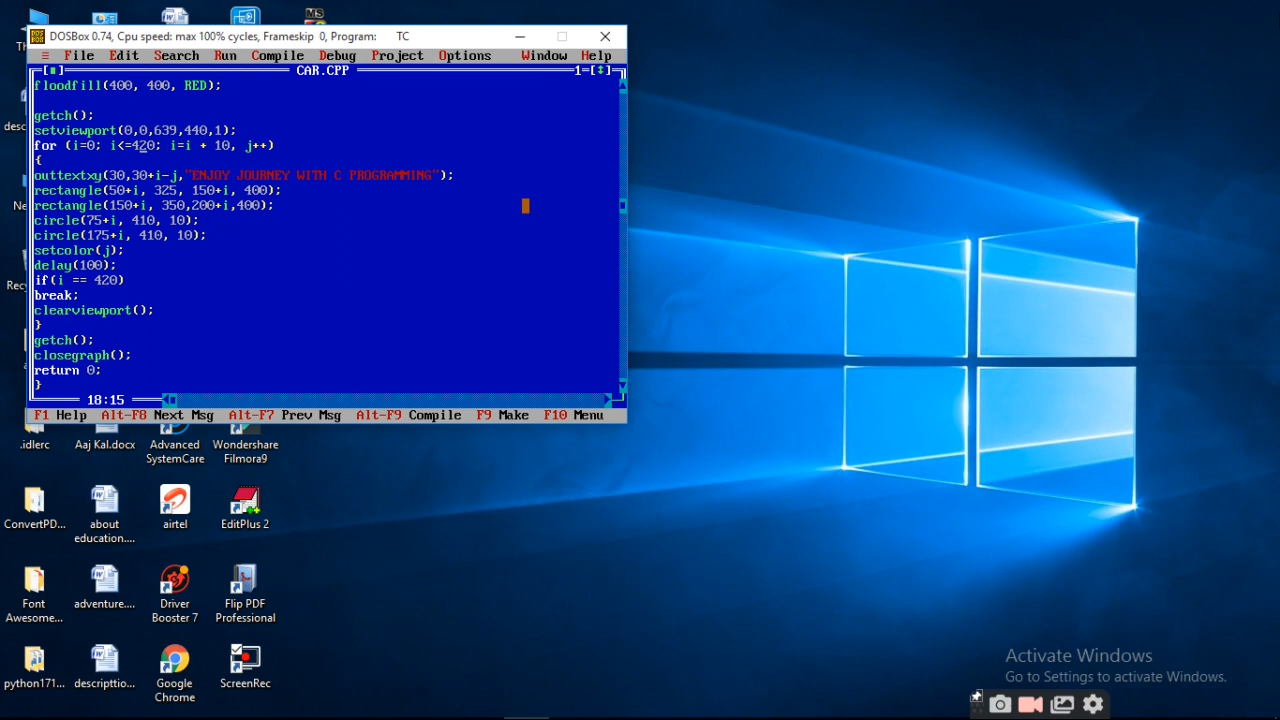 DOSBox 0.74, Cpu speed: max 100% cycles, Frameskip 0, Program: TC
≡ File Edit Search Run Compile Debug Project Options Window Help
CAR.CPP 1=[↕]
floodfill(400, 400, RED);
getch();
setviewport(0,0,639,440,1);
for (i=0; i<=420; i=i + 10, j++)
{
outtextxy(30,30+i-j,"ENJOY JOURNEY WITH C PROGRAMMING");
rectangle(50+i, 325, 150+i, 400);
rectangle(150+i, 350,200+i,400);
circle(75+i, 410, 10);
circle(175+i, 410, 10);
setcolor(j);
delay(100);
if(i == 420)
break;
clearviewport();
}
getch();
closegraph();
return 0;
}
18:15
F1 Help Alt-F8 Next Msg Alt-F7 Prev Msg Alt-F9 Compile F9 Make F10 Menu
.idlerc
Aaj Kal.docx
Advanced SystemCare
Wondershare Filmora9
ConvertPD...
about education....
airtel
EditPlus 2
Font Awesome...
adventure....
Driver Booster 7
Flip PDF Professional
python171...
descripttio...
Google Chrome
ScreenRec
Activate Windows
Go to Settings to activate Windows.